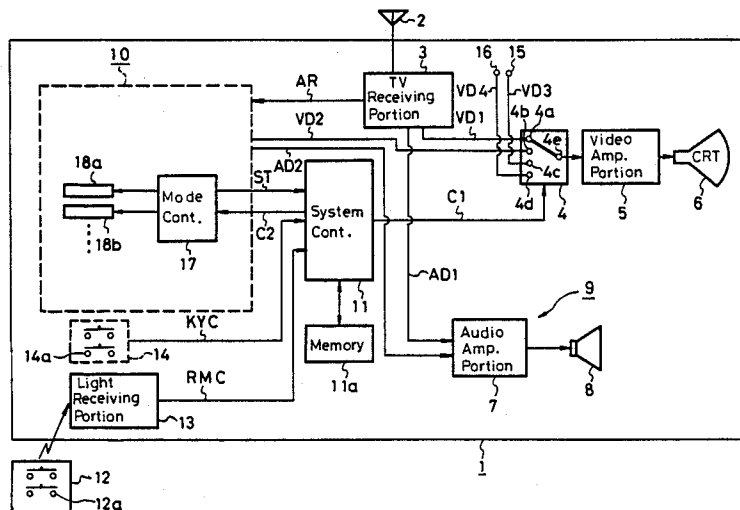 2
10
3
16
15
AR
TV
Receiving
Portion
VD4
VD3
4b
4a
VD2
VD1
4e
Video
Amp.
Portion
CRT
AD2
4c
18a
ST
Mode
Cont.
System
Cont.
4d
4
5
6
18b
C2
C1
17
11
AD1
9
KYC
14a
14
Memory
Audio
Amp.
Portion
Light
Receiving
Portion
RMC
11a
7
8
13
12
1
12a